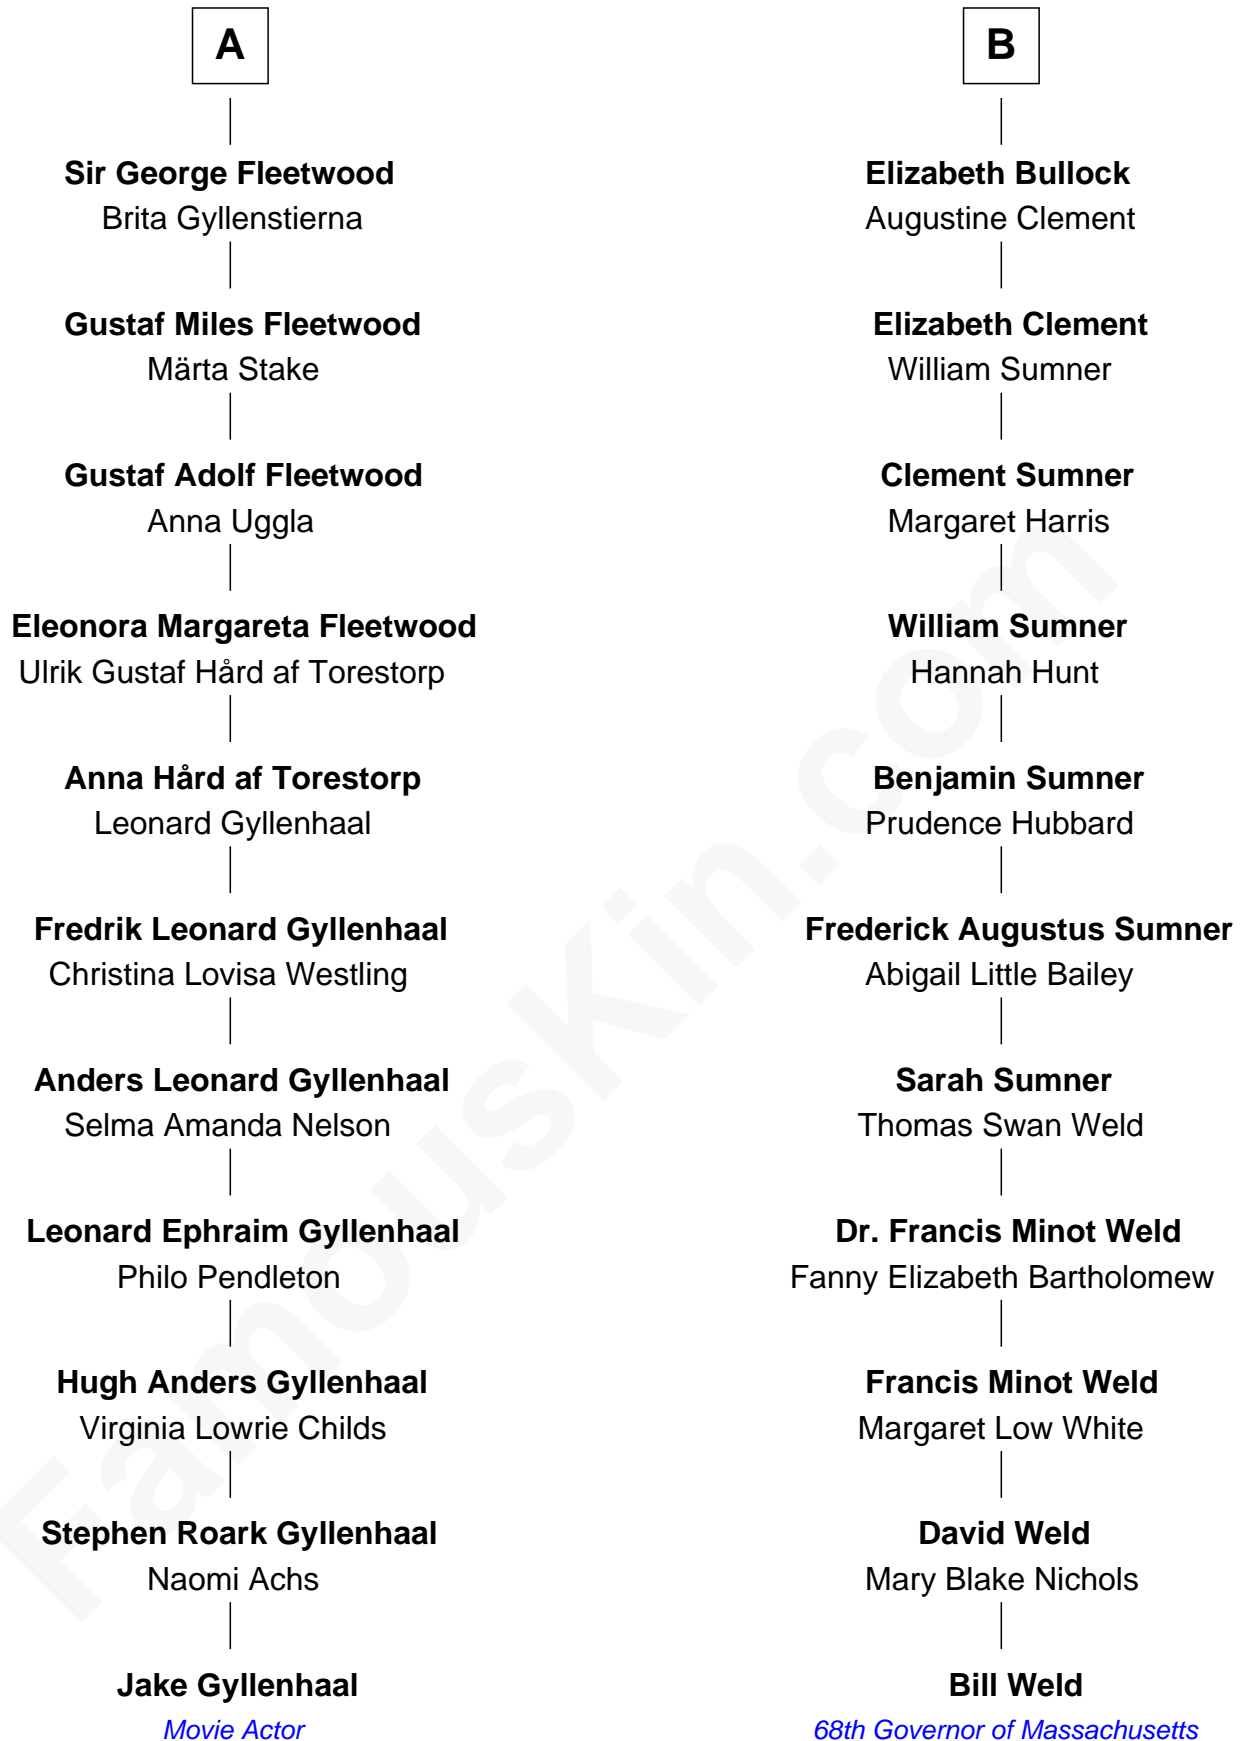 A
Sir George Fleetwood
Brita Gyllenstierna
Gustaf Miles Fleetwood
Märta Stake
Gustaf Adolf Fleetwood
Anna Uggla
Eleonora Margareta Fleetwood
Ulrik Gustaf Hård af Torestorp
Anna Hård af Torestorp
Leonard Gyllenhaal
Fredrik Leonard Gyllenhaal
Christina Lovisa Westling
Anders Leonard Gyllenhaal
Selma Amanda Nelson
Leonard Ephraim Gyllenhaal
Philo Pendleton
Hugh Anders Gyllenhaal
Virginia Lowrie Childs
Stephen Roark Gyllenhaal
Naomi Achs
Jake Gyllenhaal
Movie Actor
B
Elizabeth Bullock
Augustine Clement
Elizabeth Clement
William Sumner
Clement Sumner
Margaret Harris
William Sumner
Hannah Hunt
Benjamin Sumner
Prudence Hubbard
Frederick Augustus Sumner
Abigail Little Bailey
Sarah Sumner
Thomas Swan Weld
Dr. Francis Minot Weld
Fanny Elizabeth Bartholomew
Francis Minot Weld
Margaret Low White
David Weld
Mary Blake Nichols
Bill Weld
68th Governor of Massachusetts
FamousKin.com